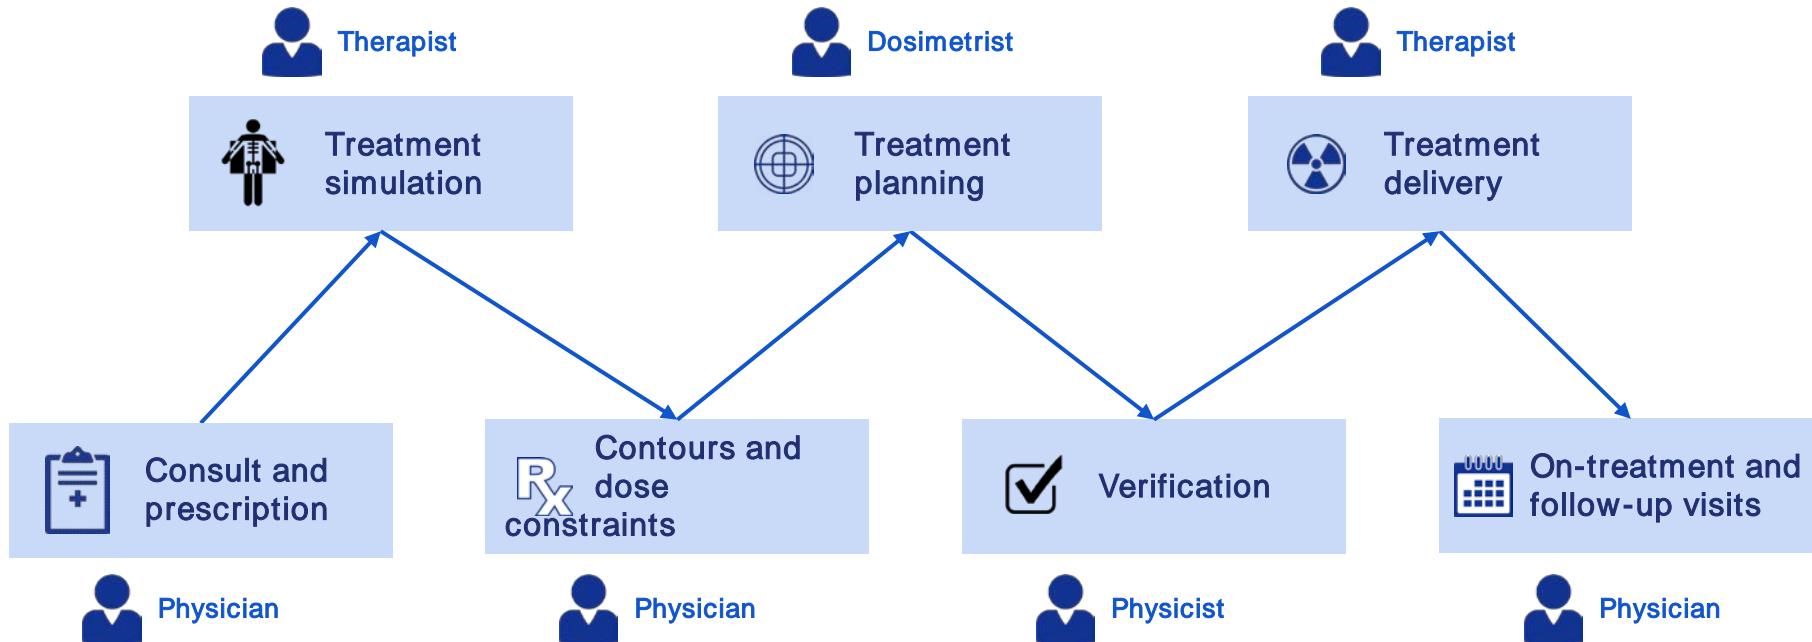 Therapist
Dosimetrist
Therapist
Treatment
simulation
Treatment
planning
Treatment
delivery
Consult and
prescription
Rx
Contours and
dose
constraints
Verification
On-treatment and
follow-up visits
Physician
Physician
Physicist
Physician